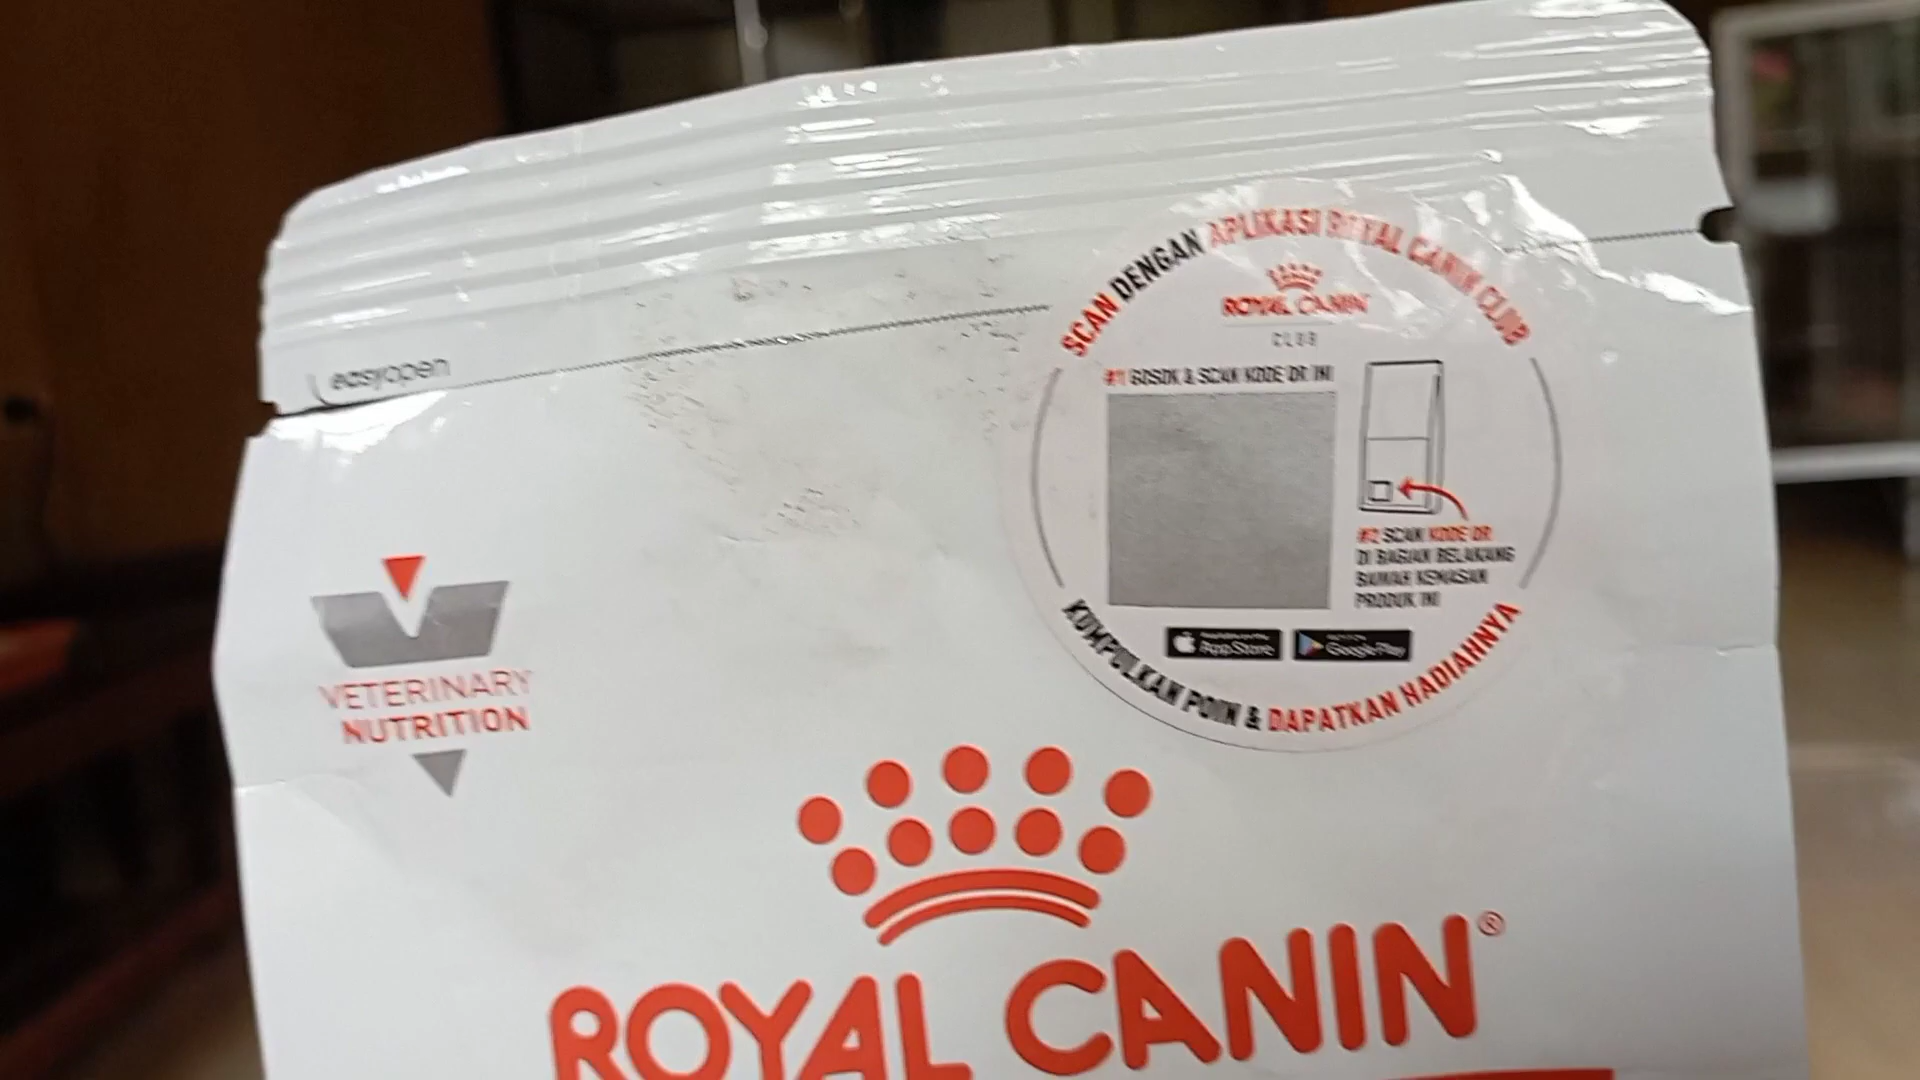 SCAN DENGAN APLIKASI ROYAL CANIN CLUB
ROYAL CANIN
CLUB
#1 GOSOK & SCAN KODE QR INI
easyopen
#2 SCAN KODE QR
DI BAGIAN BELAKANG
BAWAH KEMASAN
PRODUK INI
App Store
Google Play
KUMPULKAN POIN & DAPATKAN HADIAHNYA
VETERINARY
NUTRITION
ROYAL CANIN®